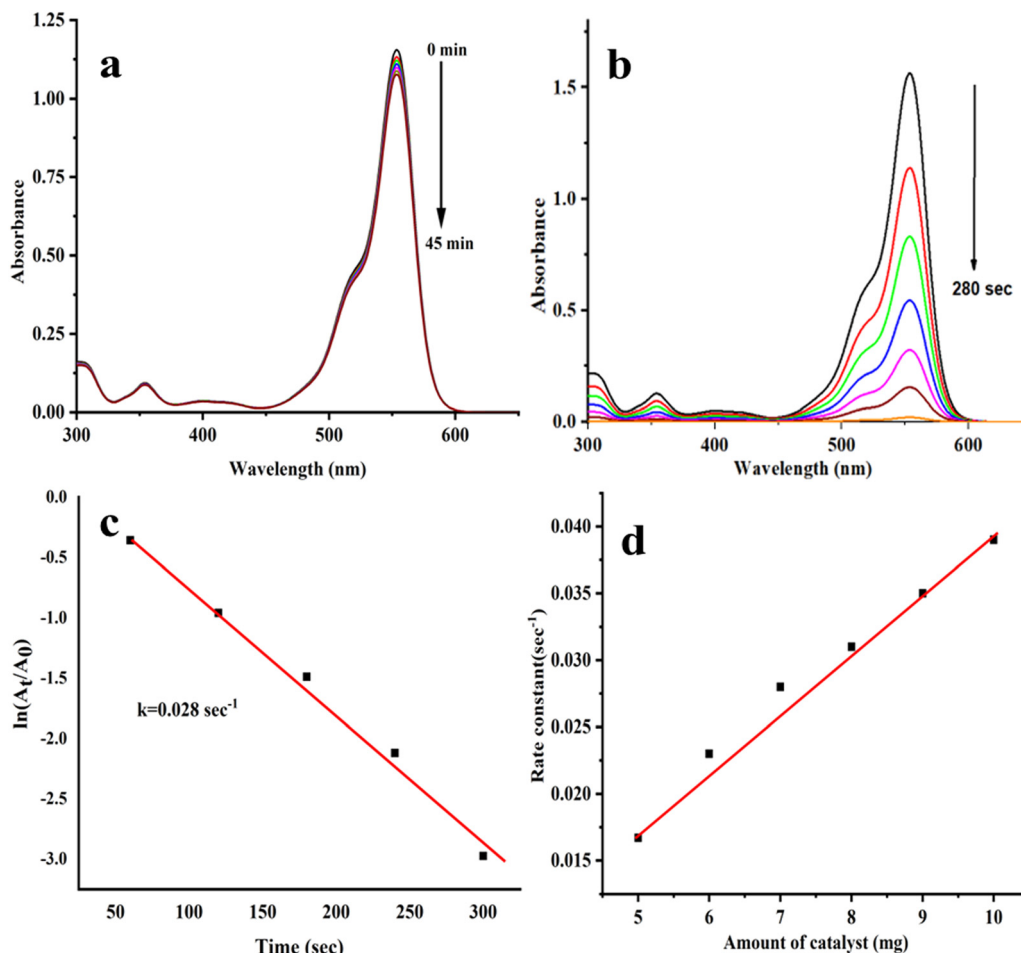 a
0 min
45 min
Absorbance
1.25
1.00
0.75
0.50
0.25
0.00
300
400
500
600
Wavelength (nm)
b
280 sec
Absorbance
1.5
1.0
0.5
0.0
300
400
500
600
Wavelength (nm)
c
k=0.028 sec⁻¹
ln(Aₜ/A₀)
0.0
-0.5
-1.0
-1.5
-2.0
-2.5
-3.0
50
100
150
200
250
300
Time (sec)
d
Rate constant(sec⁻¹)
0.040
0.035
0.030
0.025
0.020
0.015
5
6
7
8
9
10
Amount of catalyst (mg)